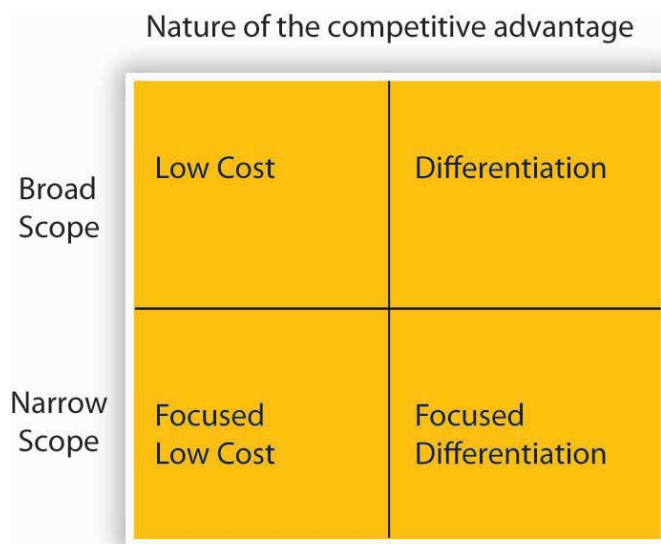 Nature of the competitive advantage
Broad
Scope
Low Cost
Differentiation
Narrow
Scope
Focused
Low Cost
Focused
Differentiation